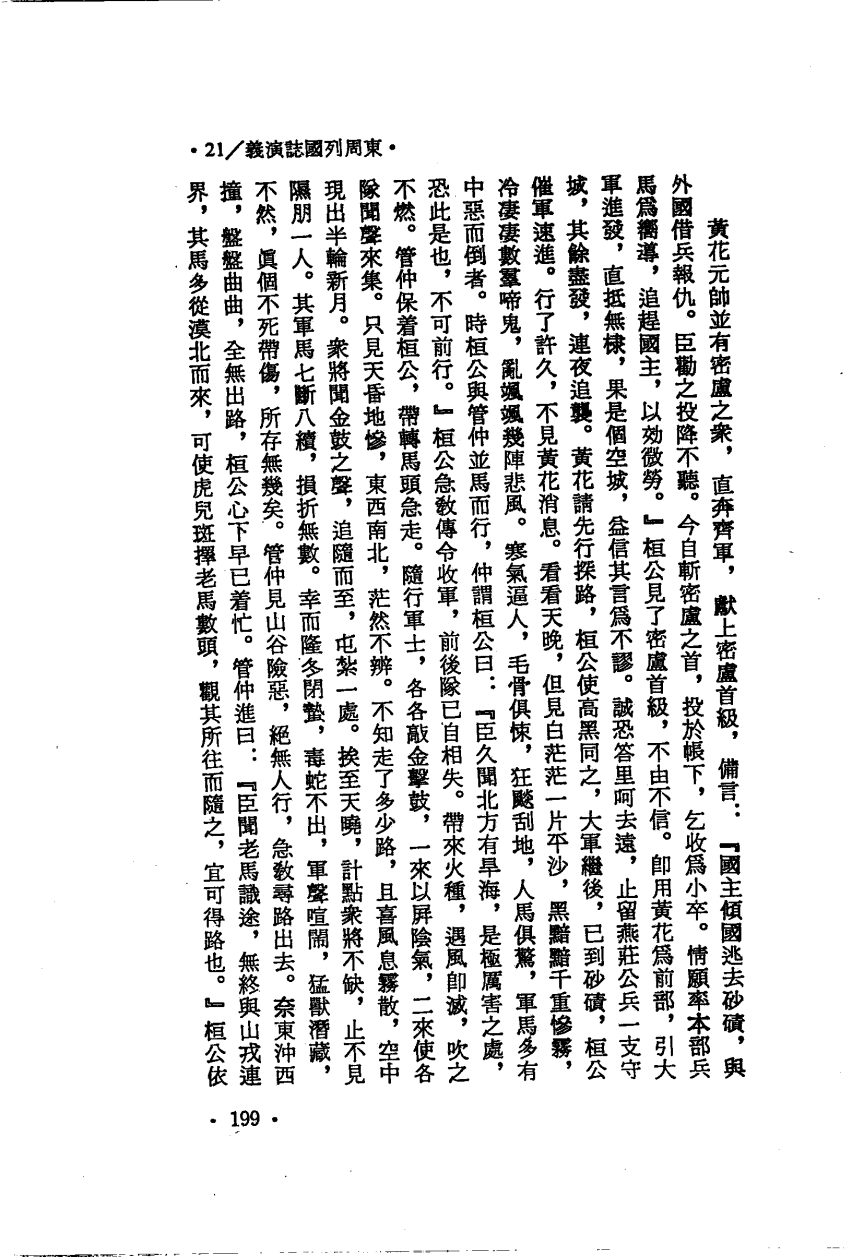 •21/義演誌國列周東•
黃花元帥並有密盧之衆，直奔齊軍，獻上密盧首級，備言：『國主傾國逃去砂磧，與
外國借兵報仇。臣勸之投降不聽。今自斬密盧之首，投於帳下，乞收爲小卒。情願率本部兵
馬爲嚮導，追趕國主，以効微勞。』桓公見了密盧首級，不由不信。卽用黃花爲前部，引大
軍進發，直抵無棣，果是個空城，益信其言爲不謬。誠恐答里呵去遠，止留燕莊公兵一支守
城，其餘盡發，連夜追襲。黃花請先行探路，桓公使高黑同之，大軍繼後，已到砂磧，桓公
催軍速進。行了許久，不見黃花消息。看看天晚，但見白茫茫一片平沙，黑黯黯千重慘霧，
冷凄凄數羣啼鬼，亂颯颯幾陣悲風。寒氣逼人，毛骨俱悚，狂飈刮地，人馬俱驚，軍馬多有
中惡而倒者。時桓公與管仲並馬而行，仲謂桓公曰：『臣久聞北方有旱海，是極厲害之處，
恐此是也，不可前行。』桓公急敎傳令收軍，前後隊已自相失。帶來火種，遇風卽滅，吹之
不燃。管仲保着桓公，帶轉馬頭急走。隨行軍士，各各敲金擊鼓，一來以屛陰氣，二來使各
隊聞聲來集。只見天昏地慘，東西南北，茫然不辨。不知走了多少路，且喜風息霧散，空中
現出半輪新月。衆將聞金鼓之聲，追隨而至，屯紮一處。挨至天曉，計點衆將不缺，止不見
隰朋一人。其軍馬七斷八續，損折無數。幸而隆冬閉蟄，毒蛇不出，軍聲喧鬧，猛獸潛藏，
不然，眞個不死帶傷，所存無幾矣。管仲見山谷險惡，絕無人行，急敎尋路出去。奈東沖西
撞，盤盤曲曲，全無出路，桓公心下早已着忙。管仲進曰：『臣聞老馬識途，無終與山戎連
界，其馬多從漠北而來，可使虎兒斑擇老馬數頭，觀其所往而隨之，宜可得路也。』桓公依
•199•